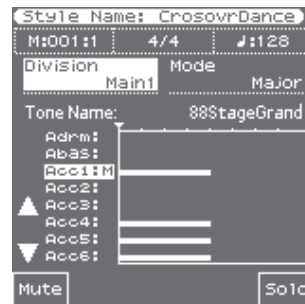 Style Name: CrosovrDance
M:001:1 4/4 ♩:128
Division Mode
Main1 Major
Tone Name: 88StageGrand
Adrm:
Abas:
Acc1:M
Acc2:
Acc3:
Acc4:
Acc5:
Acc6:
Mute Solo